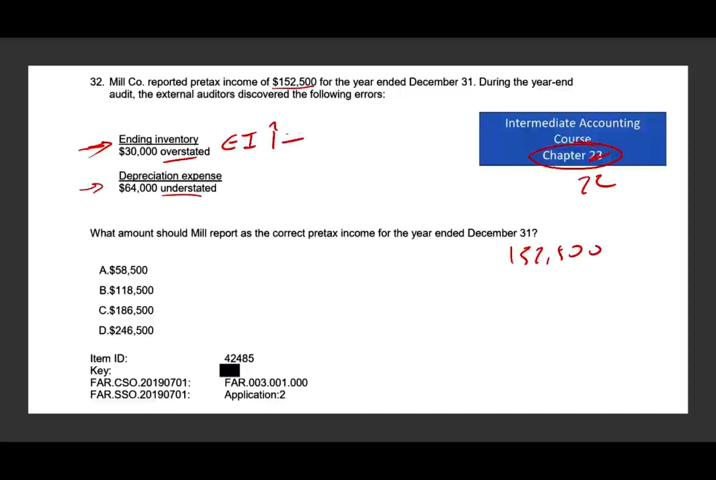 32. Mill Co. reported pretax income of $152,500 for the year ended December 31. During the year-end
audit, the external auditors discovered the following errors:
Intermediate Accounting
Course
Chapter 23
22
Ending inventory
$30,000 overstated
EI ↑ =
Depreciation expense
$64,000 understated
What amount should Mill report as the correct pretax income for the year ended December 31?
152,500
A.$58,500
B.$118,500
C.$186,500
D.$246,500
Item ID: 42485
Key:
FAR.CSO.20190701: FAR.003.001.000
FAR.SSO.20190701: Application:2